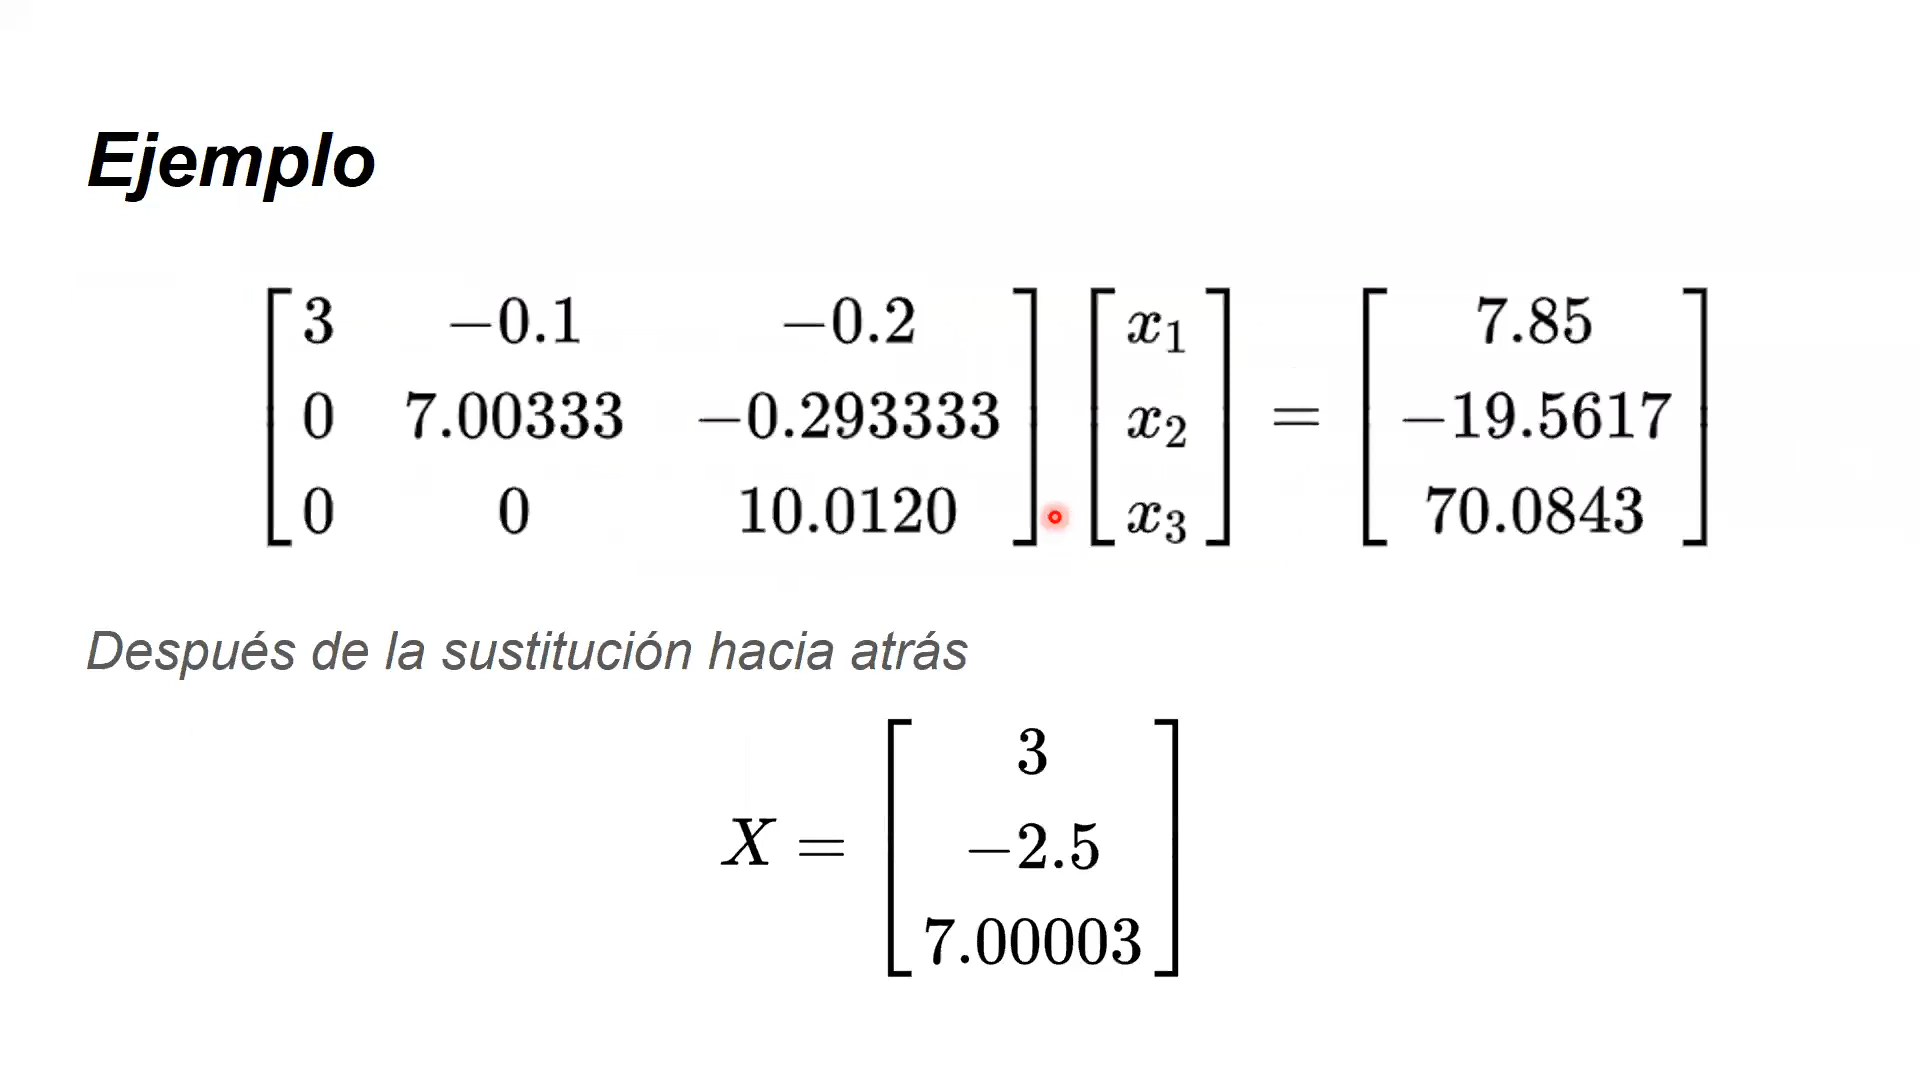 Ejemplo
[ 3 −0.1 −0.2 ] [ x₁ ] [ 7.85 ]
[ 0 7.00333 −0.293333 ] [ x₂ ] = [ −19.5617 ]
[ 0 0 10.0120 ] [ x₃ ] [ 70.0843 ]
Después de la sustitución hacia atrás
[ 3 ]
X = [ −2.5 ]
[ 7.00003 ]